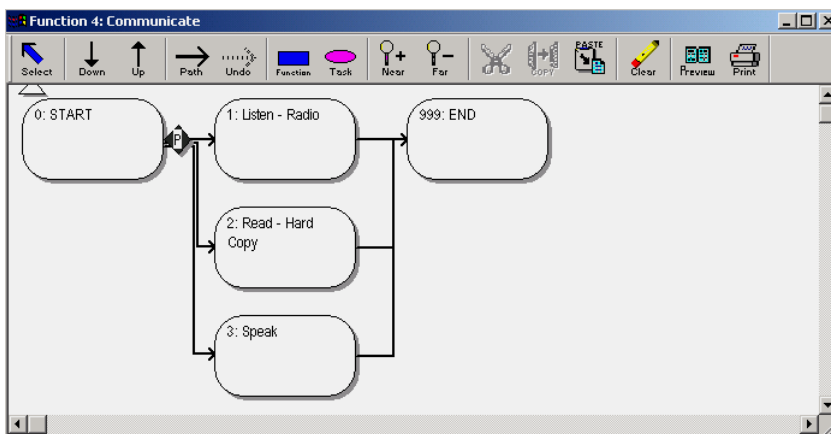 Function 4: Communicate
Select
Down
Up
Path
Undo
Function
Task
Near
Far
COPY
PASTE
Clear
Preview
Print
0: START
P
1: Listen - Radio
999: END
2: Read - Hard
Copy
3: Speak